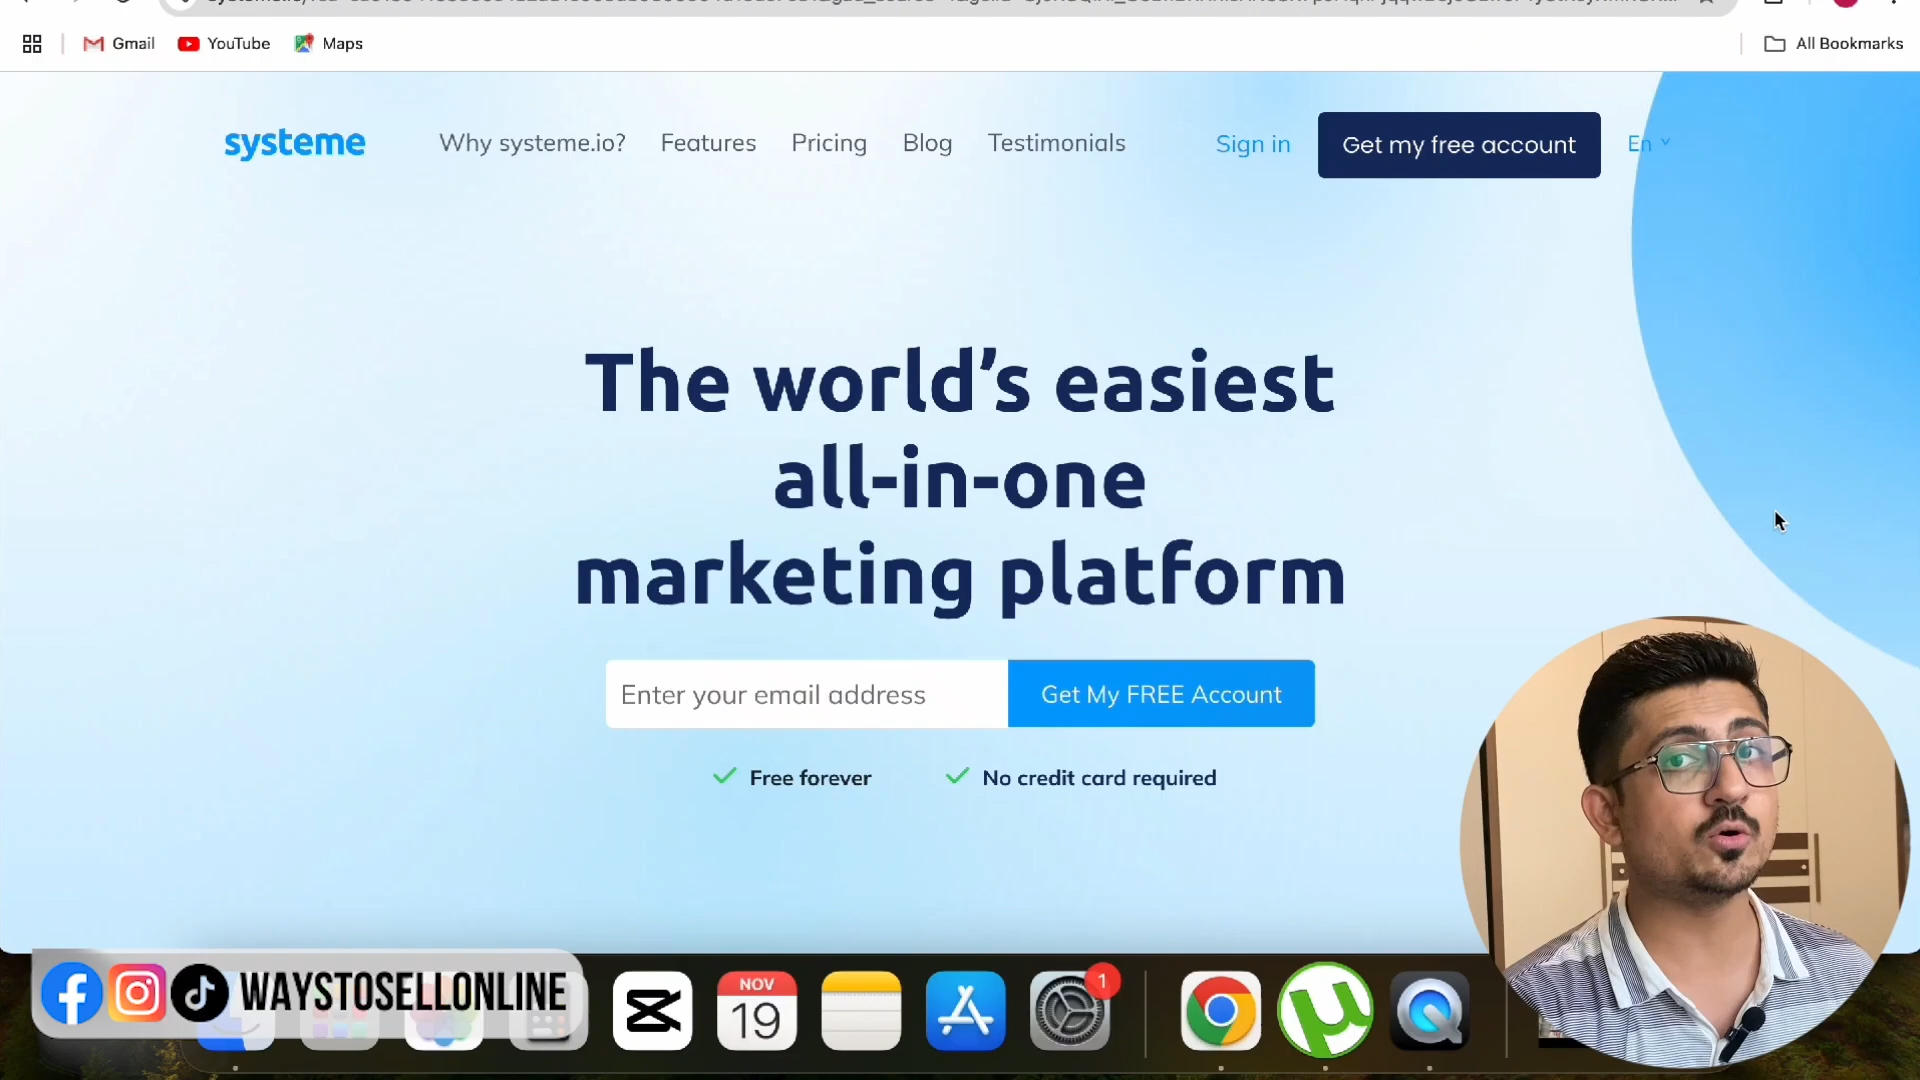 Gmail
YouTube
Maps
All Bookmarks
systeme
Why systeme.io?
Features
Pricing
Blog
Testimonials
Sign in
Get my free account
En
The world's easiest
all-in-one
marketing platform
Enter your email address
Get My FREE Account
Free forever
No credit card required
WAYSTOSELLONLINE
NOV
19
1